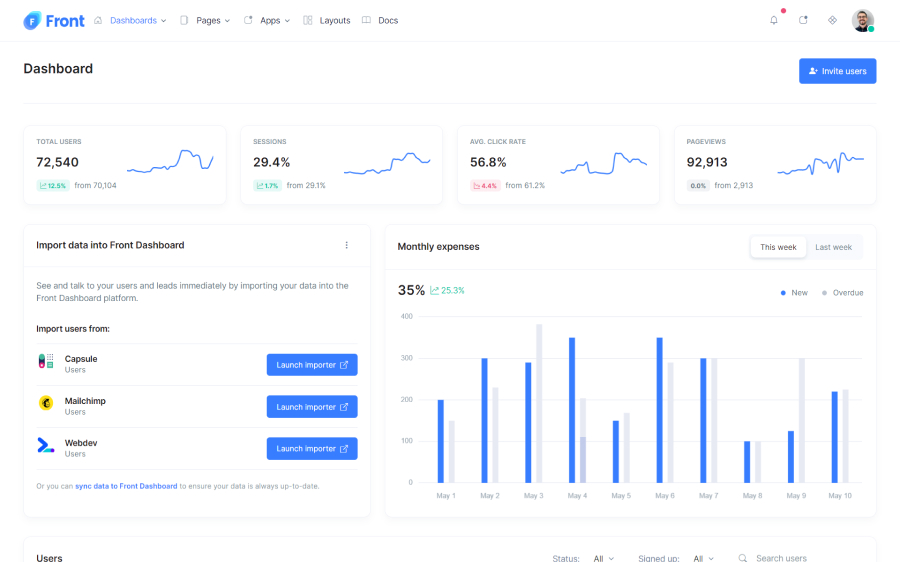 Front
Dashboards
Pages
Apps
Layouts
Docs
Dashboard
Invite users
TOTAL USERS
72,540
12.5% from 70,104
SESSIONS
29.4%
1.7% from 29.1%
AVG. CLICK RATE
56.8%
4.4% from 61.2%
PAGEVIEWS
92,913
0.0% from 2,913
Import data into Front Dashboard
See and talk to your users and leads immediately by importing your data into the
Front Dashboard platform.
Import users from:
Capsule
Users
Launch importer
Mailchimp
Users
Launch importer
Webdev
Users
Launch importer
Or you can sync data to Front Dashboard to ensure your data is always up-to-date.
Monthly expenses
This week
Last week
35% 25.3%
New
Overdue
400
300
200
100
0
May 1 May 2 May 3 May 4 May 5 May 6 May 7 May 8 May 9 May 10
Users
Status: All
Signed up: All
Search users